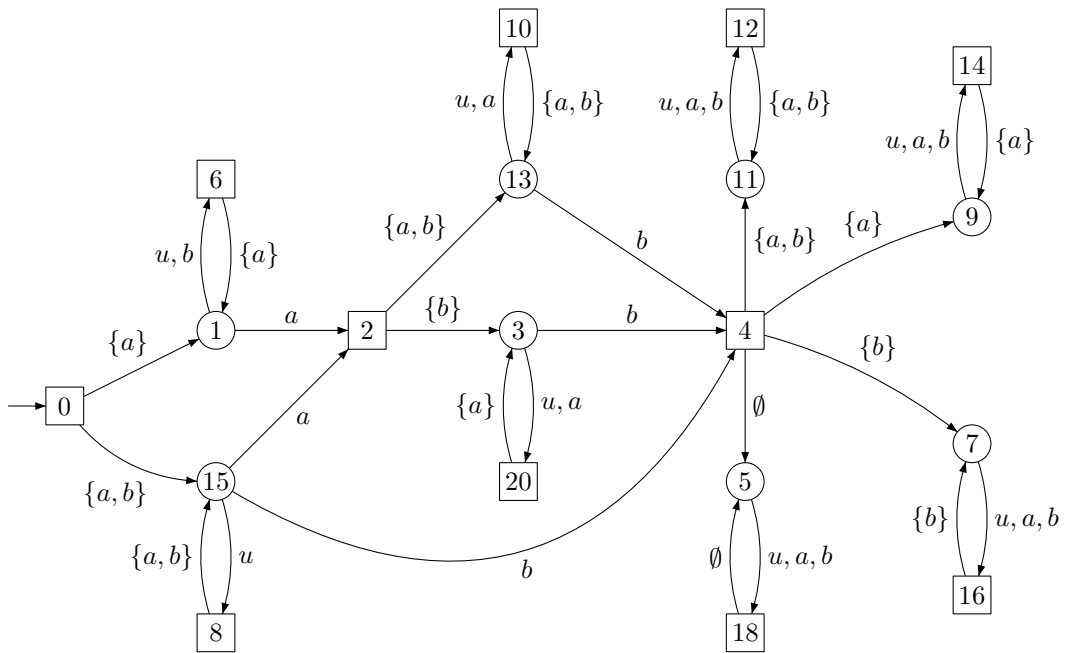 10
12
14
u, a
{a, b}
u, a, b
{a, b}
u, a, b
{a}
6
13
11
9
u, b
{a}
{a, b}
b
{a, b}
{a}
1
a
2
{b}
3
b
4
{b}
{a}
0
a
{a}
u, a
∅
{a, b}
15
20
5
7
{a, b}
u
b
∅
u, a, b
{b}
u, a, b
8
18
16